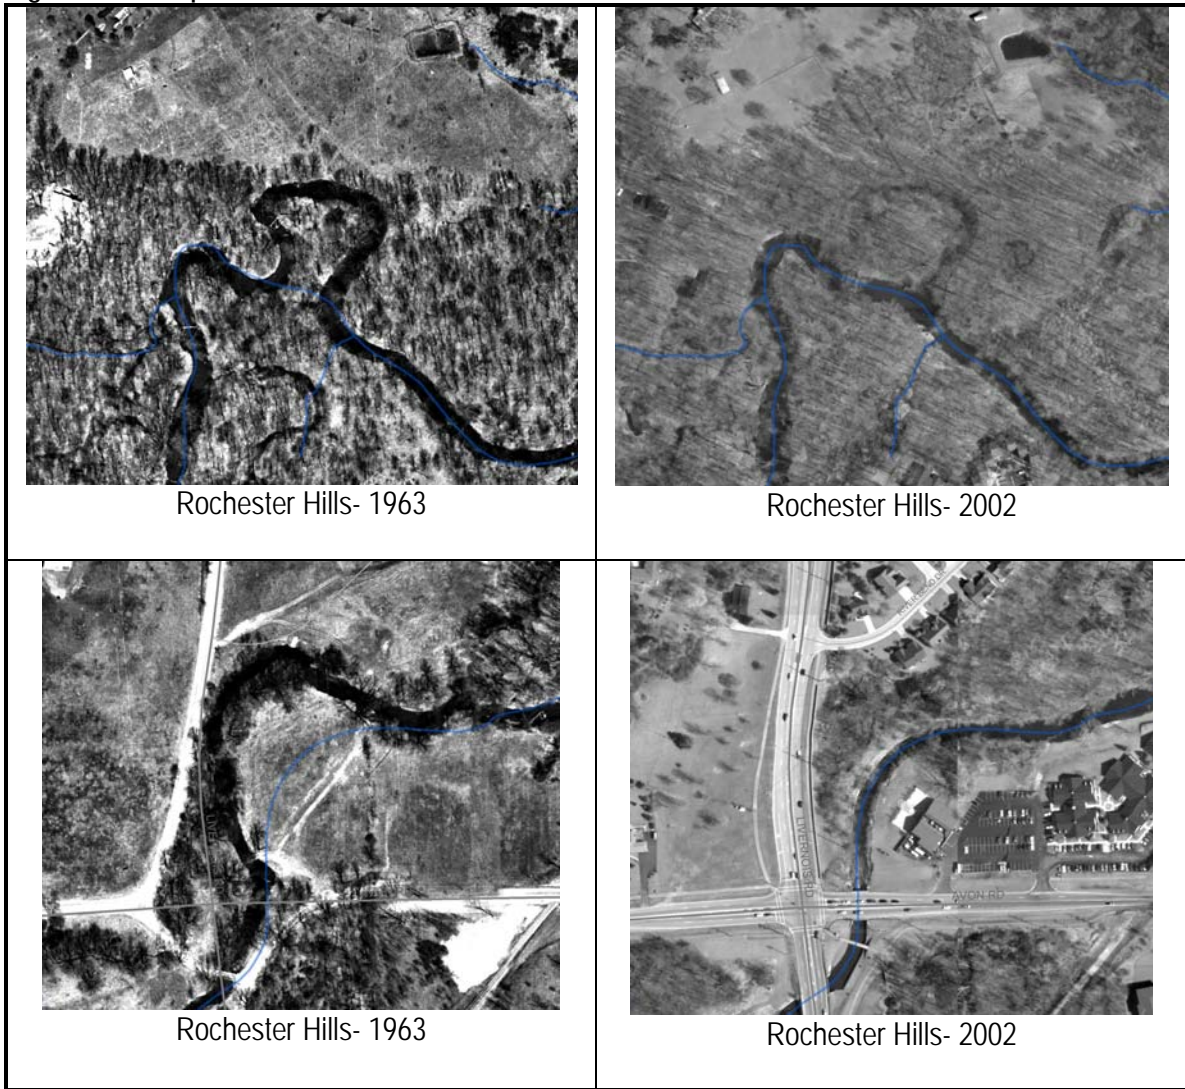 Rochester Hills- 1963
Rochester Hills- 2002
LIVERNOIS RD
AVON RD
Rochester Hills- 1963
Rochester Hills- 2002